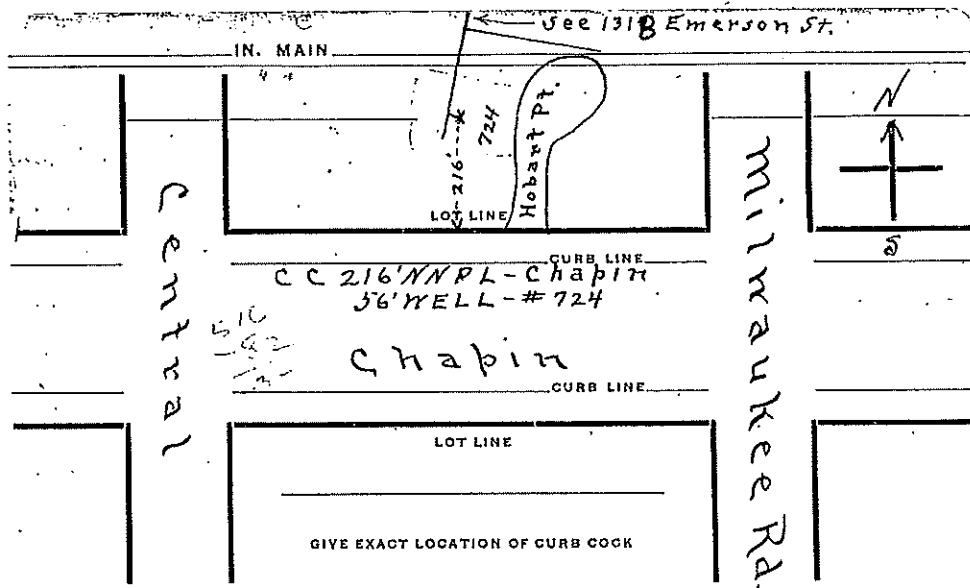 See 131B Emerson St.
IN. MAIN
N
724
216'
Hobart Pt.
LOT LINE
S
CURB LINE
CC 216' NNPL - Chapin
56' WELL - # 724
Central
Milwaukee Rd.
Chapin
CURB LINE
LOT LINE
GIVE EXACT LOCATION OF CURB COCK